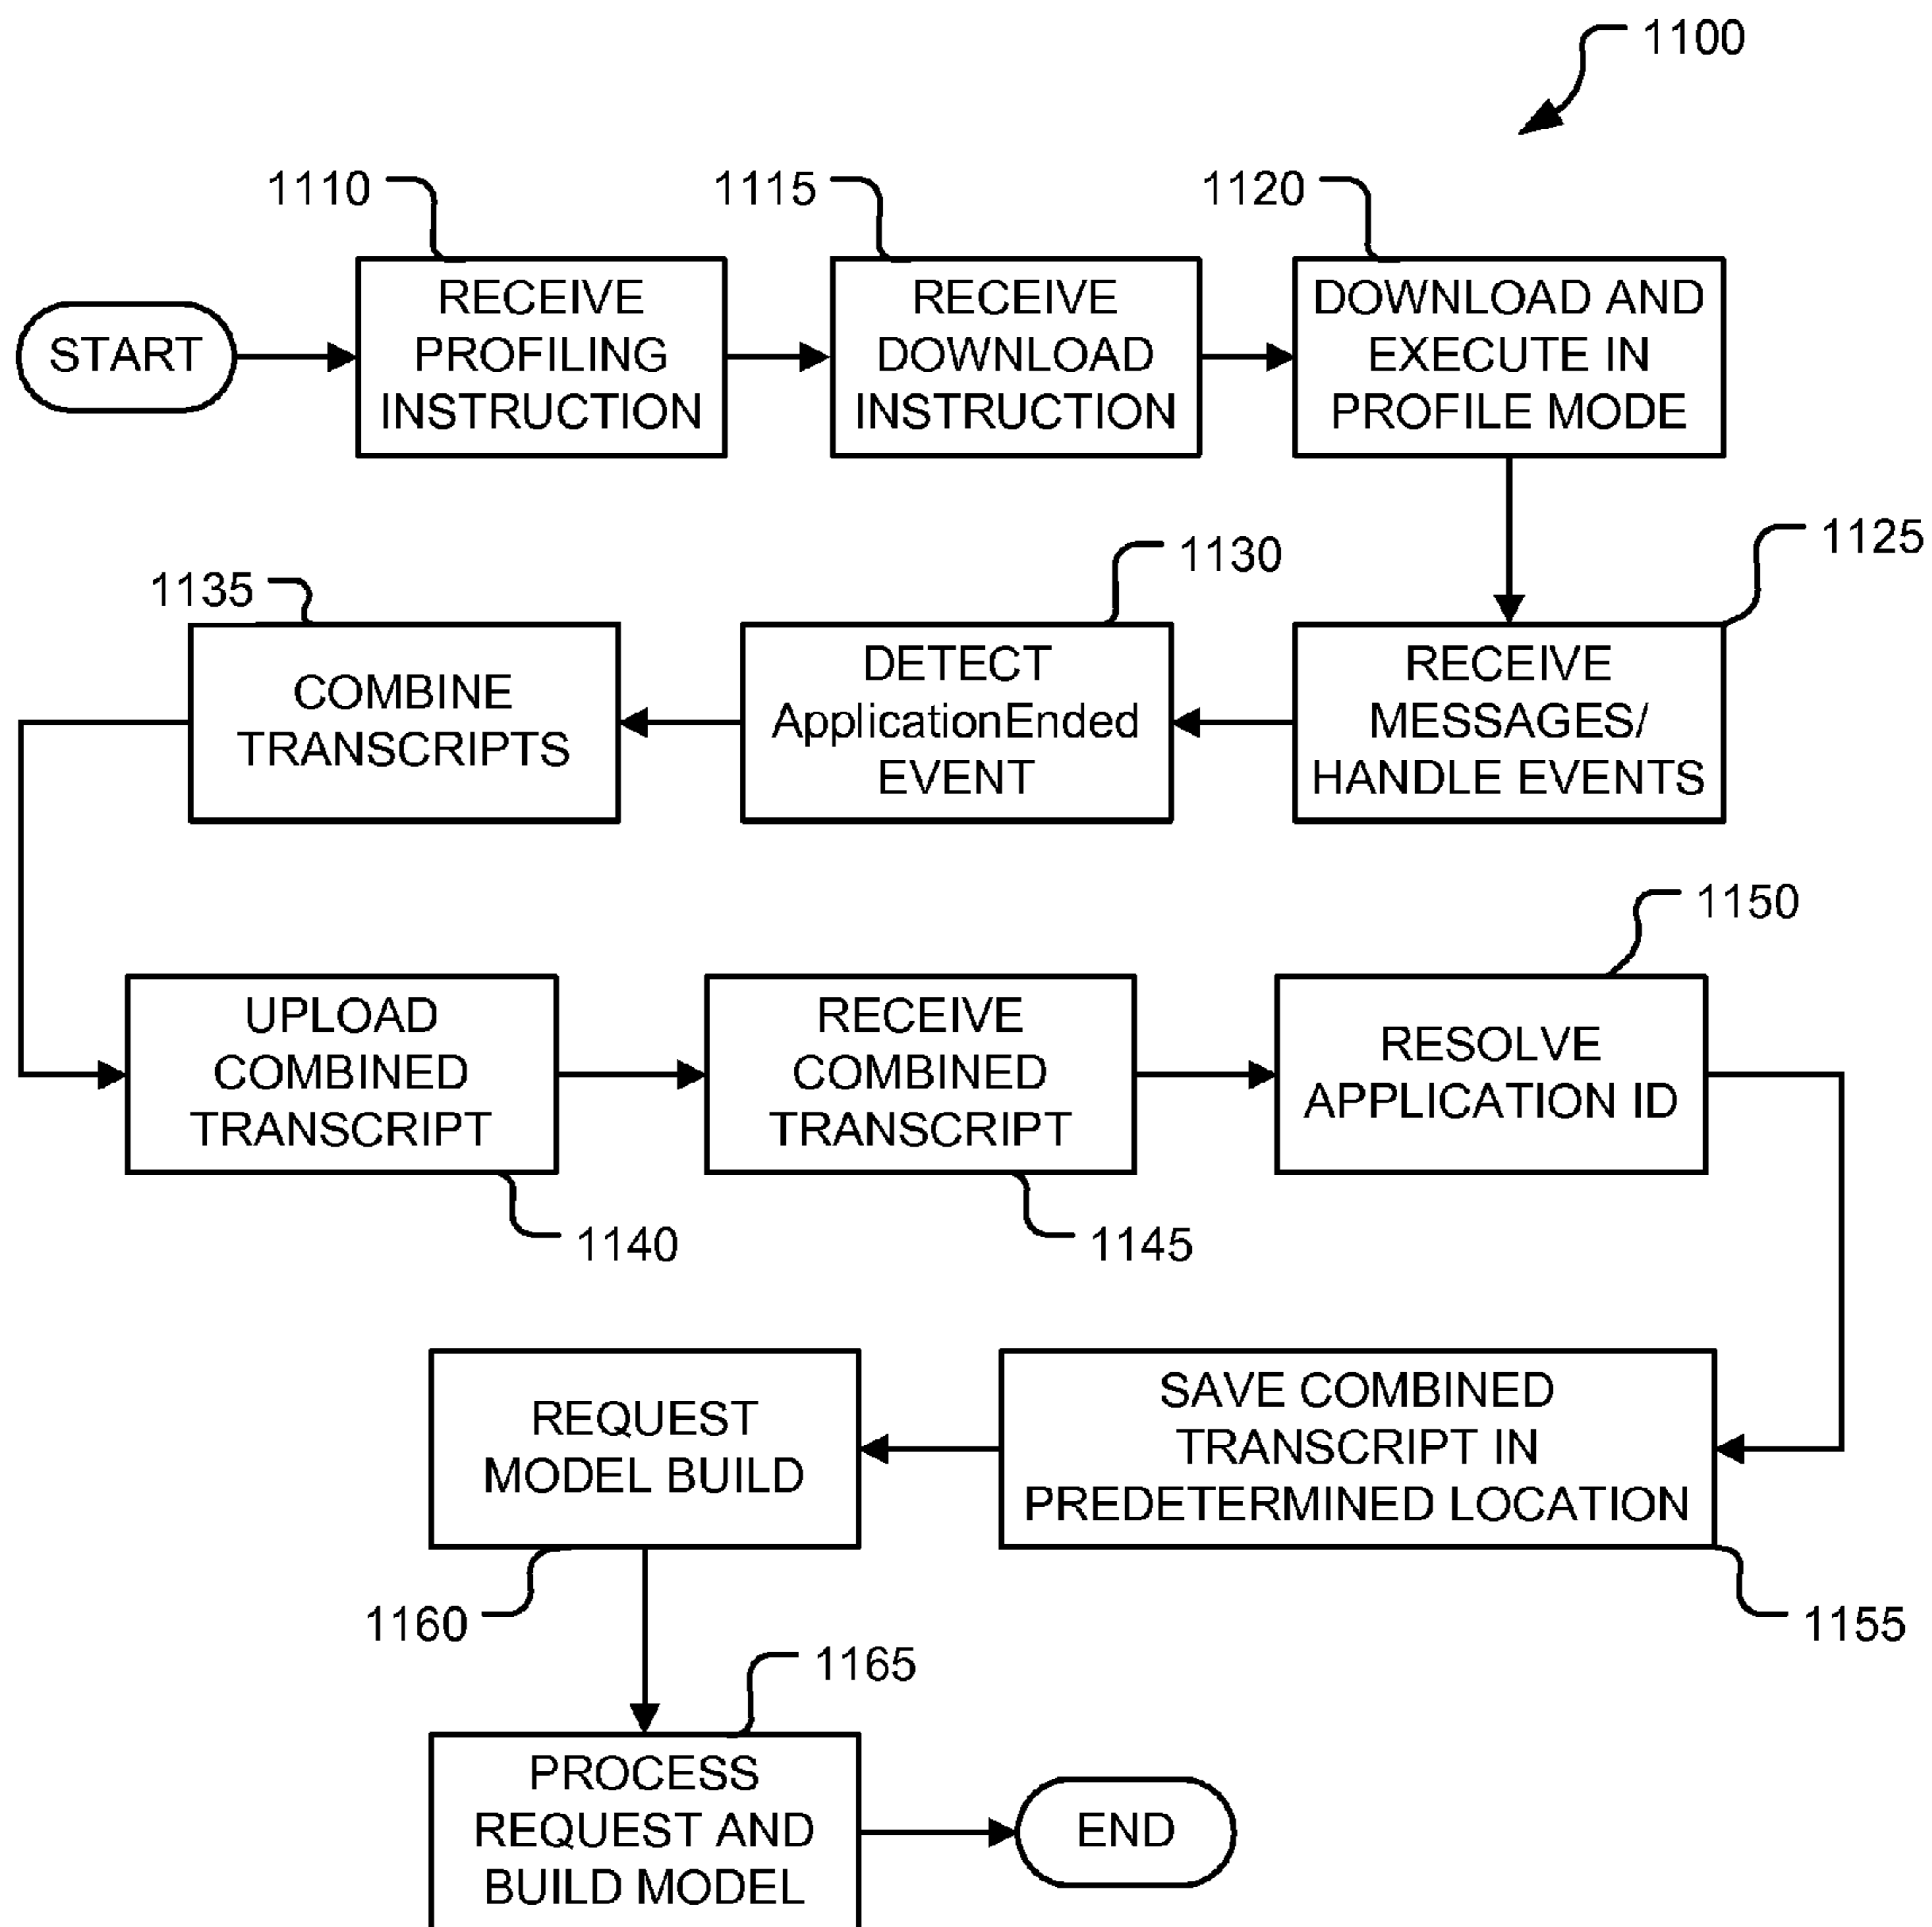 1100
1110
1115
1120
START
RECEIVE
PROFILING
INSTRUCTION
RECEIVE
DOWNLOAD
INSTRUCTION
DOWNLOAD AND
EXECUTE IN
PROFILE MODE
1125
1130
1135
RECEIVE
MESSAGES/
HANDLE EVENTS
DETECT
ApplicationEnded
EVENT
COMBINE
TRANSCRIPTS
1150
UPLOAD
COMBINED
TRANSCRIPT
RECEIVE
COMBINED
TRANSCRIPT
RESOLVE
APPLICATION ID
1140
1145
SAVE COMBINED
TRANSCRIPT IN
PREDETERMINED LOCATION
REQUEST
MODEL BUILD
1160
1155
1165
PROCESS
REQUEST AND
BUILD MODEL
END